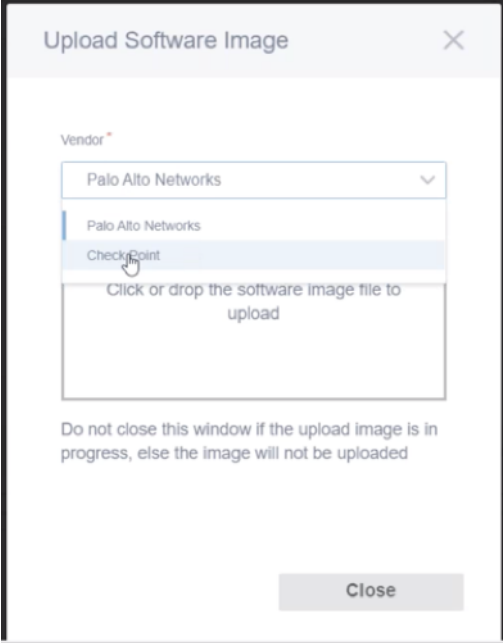 Upload Software Image
Vendor *
Palo Alto Networks
Palo Alto Networks
Check Point
Click or drop the software image file to
upload
Do not close this window if the upload image is in
progress, else the image will not be uploaded
Close